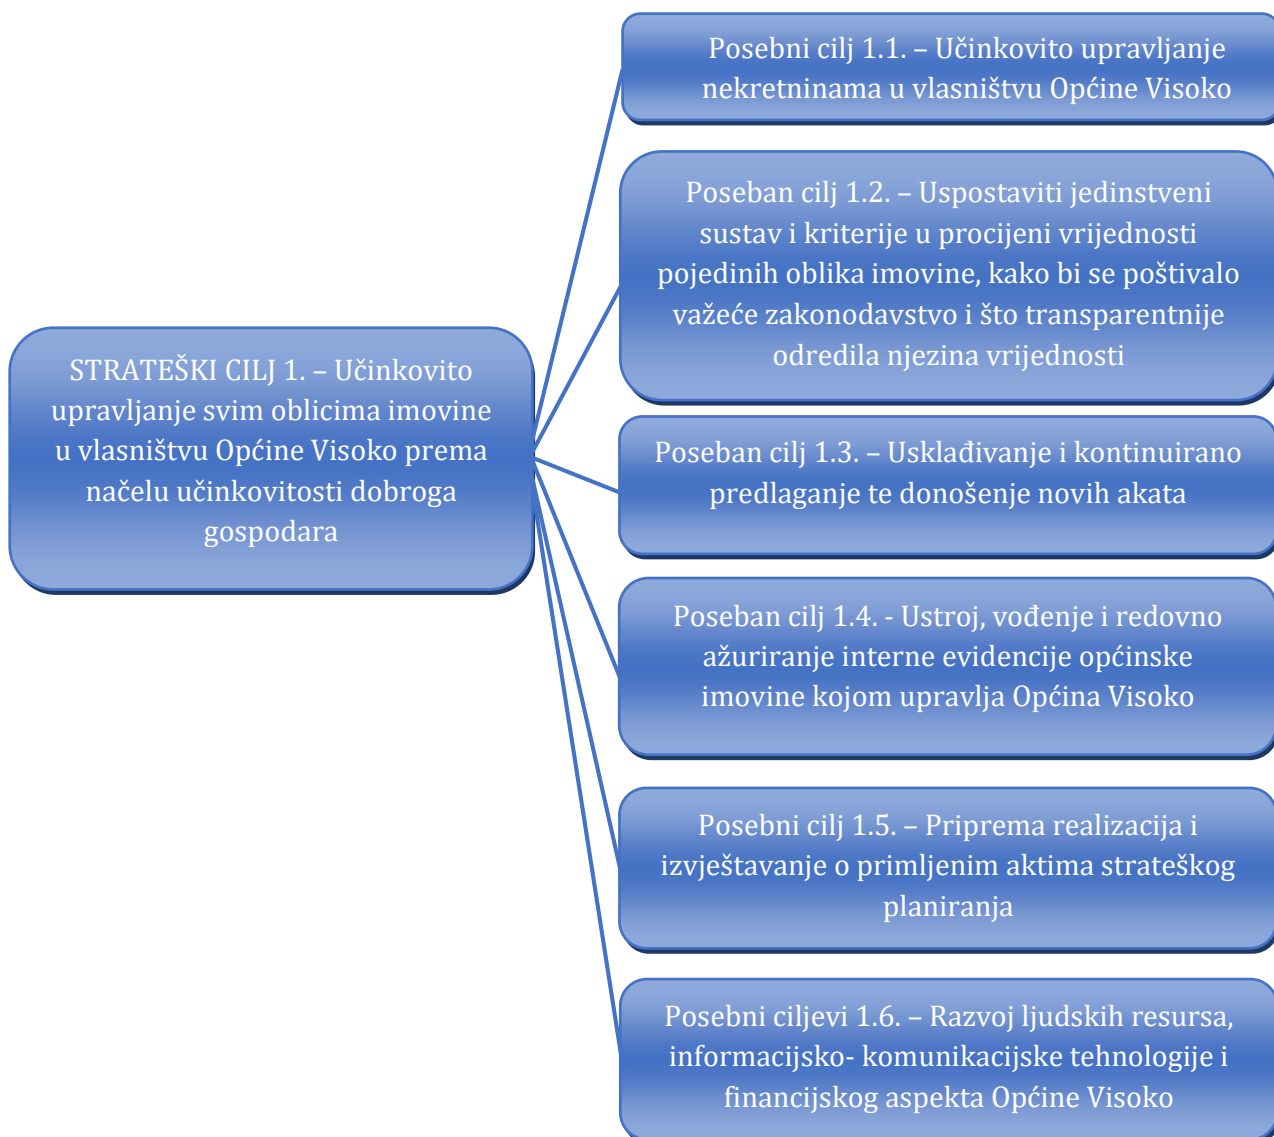 STRATEŠKI CILJ 1. – Učinkovito
upravljanje svim oblicima imovine
u vlasništvu Općine Visoko prema
načelu učinkovitosti dobroga
gospodara
Posebni cilj 1.1. – Učinkovito upravljanje
nekretninama u vlasništvu Općine Visoko
Poseban cilj 1.2. – Uspostaviti jedinstveni
sustav i kriterije u procijeni vrijednosti
pojedinih oblika imovine, kako bi se poštivalo
važeće zakonodavstvo i što transparentnije
odredila njezina vrijednosti
Poseban cilj 1.3. – Usklađivanje i kontinuirano
predlaganje te donošenje novih akata
Poseban cilj 1.4. - Ustroj, vođenje i redovno
ažuriranje interne evidencije općinske
imovine kojom upravlja Općina Visoko
Posebni cilj 1.5. – Priprema realizacija i
izvještavanje o primljenim aktima strateškog
planiranja
Posebni ciljevi 1.6. – Razvoj ljudskih resursa,
informacijsko- komunikacijske tehnologije i
financijskog aspekta Općine Visoko